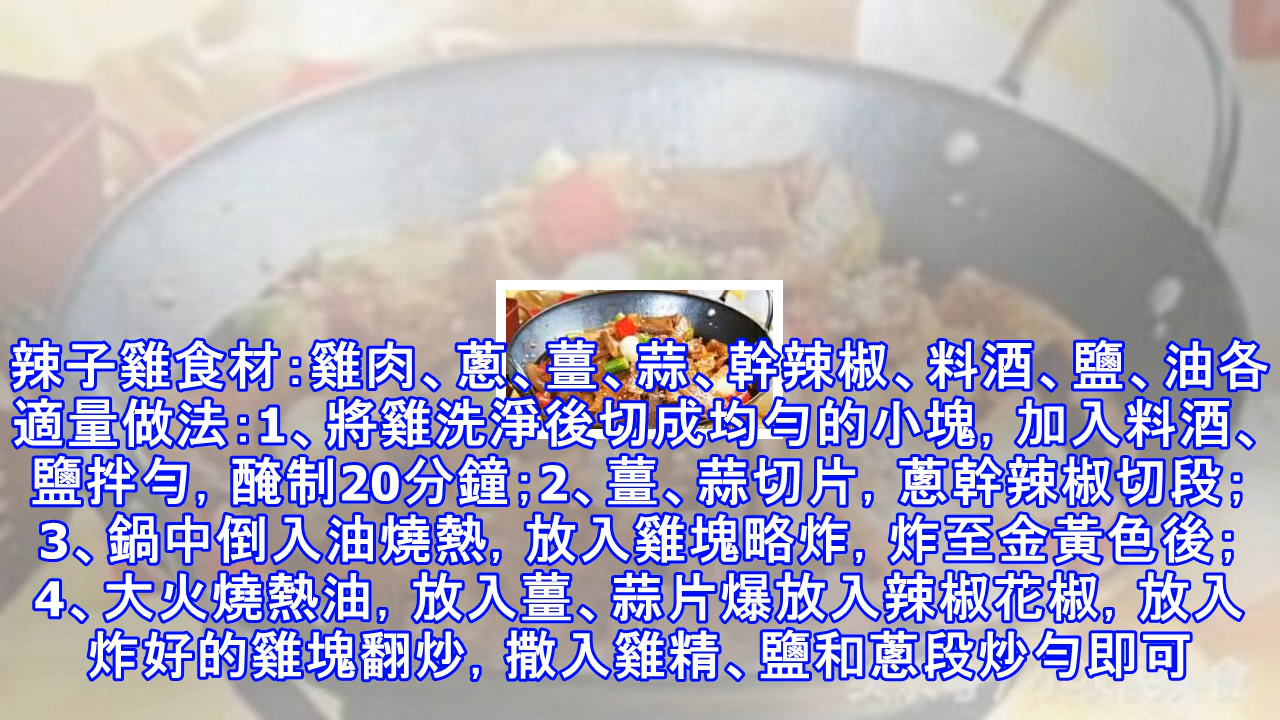 辣子雞食材:雞肉、蔥、薑、蒜、幹辣椒、料酒、鹽、油各
適量做法:1、將雞洗淨後切成均勻的小塊, 加入料酒、
鹽拌勻, 醃制20分鐘;2、薑、蒜切片, 蔥幹辣椒切段;
3、鍋中倒入油燒熱, 放入雞塊略炸, 炸至金黃色後;
4、大火燒熱油, 放入薑、蒜片爆放入辣椒花椒, 放入
炸好的雞塊翻炒, 撒入雞精、鹽和蔥段炒勻即可